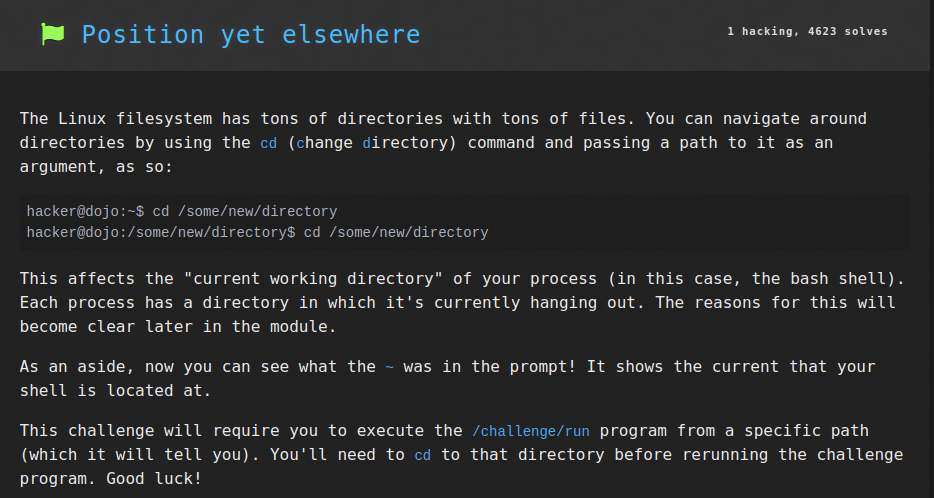 Position yet elsewhere
1 hacking, 4623 solves
The Linux filesystem has tons of directories with tons of files. You can navigate around
directories by using the cd (change directory) command and passing a path to it as an
argument, as so:
hacker@dojo:~$ cd /some/new/directory
hacker@dojo:/some/new/directory$ cd /some/new/directory
This affects the "current working directory" of your process (in this case, the bash shell).
Each process has a directory in which it's currently hanging out. The reasons for this will
become clear later in the module.
As an aside, now you can see what the ~ was in the prompt! It shows the current that your
shell is located at.
This challenge will require you to execute the /challenge/run program from a specific path
(which it will tell you). You'll need to cd to that directory before rerunning the challenge
program. Good luck!